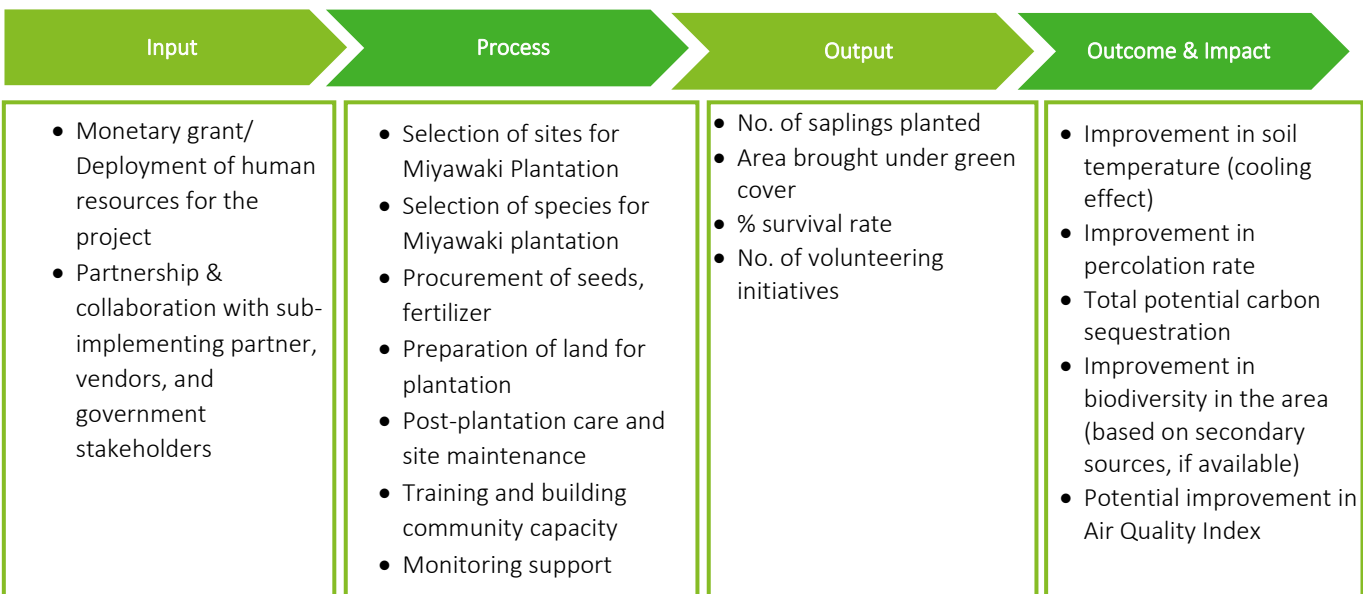 Input
Process
Output
Outcome & Impact
• Monetary grant/
Deployment of human
resources for the
project
• Partnership &
collaboration with sub-
implementing partner,
vendors, and
government
stakeholders
• Selection of sites for
Miyawaki Plantation
• Selection of species for
Miyawaki plantation
• Procurement of seeds,
fertilizer
• Preparation of land for
plantation
• Post-plantation care and
site maintenance
• Training and building
community capacity
• Monitoring support
• No. of saplings planted
• Area brought under green
cover
• % survival rate
• No. of volunteering
initiatives
• Improvement in soil
temperature (cooling
effect)
• Improvement in
percolation rate
• Total potential carbon
sequestration
• Improvement in
biodiversity in the area
(based on secondary
sources, if available)
• Potential improvement in
Air Quality Index